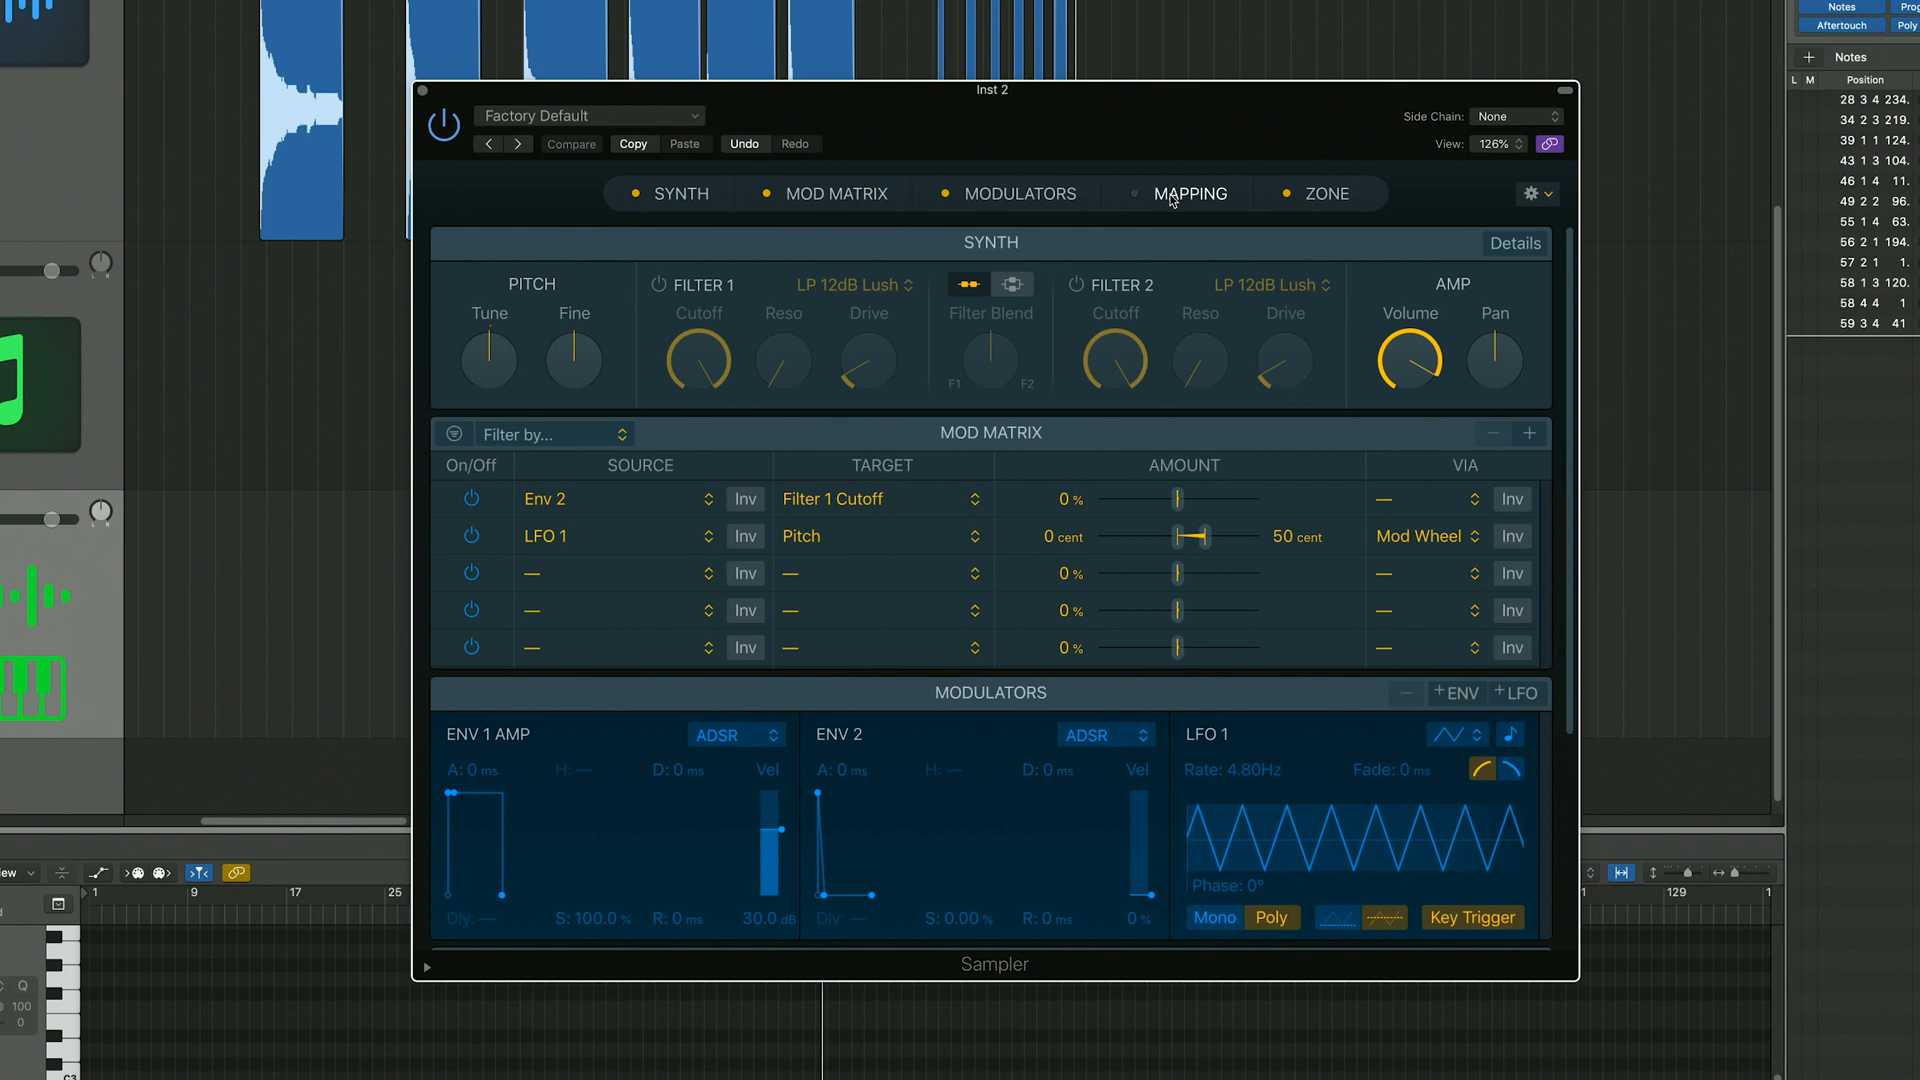 Notes
Aftertouch
Poly
Notes
L M Position
28 3 4 234.
34 2 3 219.
39 1 1 124.
43 1 3 104.
46 1 4 11.
49 2 2 96.
55 1 4 63.
56 2 1 194.
57 2 1 1.
58 1 3 120.
58 4 4 1
59 3 4 41
Inst 2
Factory Default
Side Chain: None
Compare Copy Paste Undo Redo
View: 126%
SYNTH MOD MATRIX MODULATORS MAPPING ZONE
SYNTH Details
PITCH FILTER 1 LP 12dB Lush FILTER 2 LP 12dB Lush AMP
Tune Fine Cutoff Reso Drive Filter Blend Cutoff Reso Drive Volume Pan
F1 F2
Filter by... MOD MATRIX
On/Off SOURCE TARGET AMOUNT VIA
Env 2 Inv Filter 1 Cutoff 0 % — Inv
LFO 1 Inv Pitch 0 cent 50 cent Mod Wheel Inv
— Inv — 0 % — Inv
— Inv — 0 % — Inv
— Inv — 0 % — Inv
MODULATORS +ENV +LFO
ENV 1 AMP ADSR ENV 2 ADSR LFO 1
A: 0 ms H: — D: 0 ms Vel A: 0 ms H: — D: 0 ms Vel Rate: 4.80Hz Fade: 0 ms
Phase: 0°
Dly: — S: 100.0 % R: 0 ms 30.0 dB Dly: — S: 0.00 % R: 0 ms 0 % Mono Poly Key Trigger
Sampler
1 9 17 25 129
Q
100
0
C3